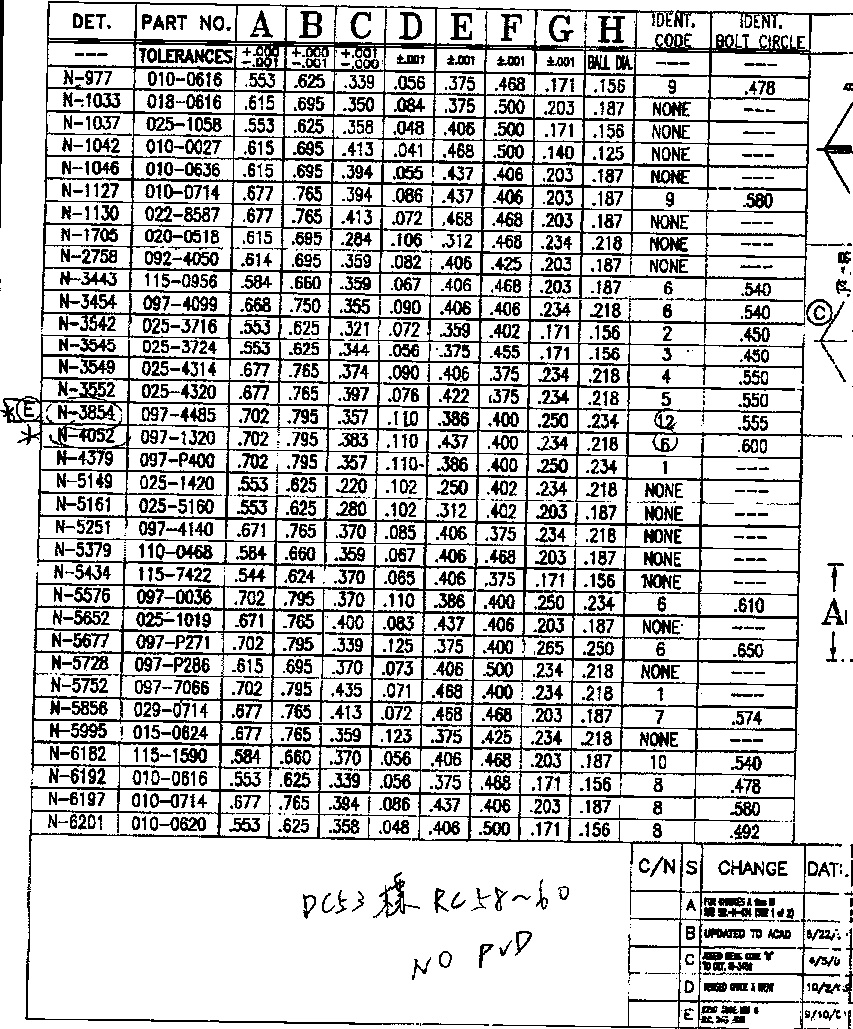 DET. PART NO. A B C D E F G H IDENT. CODE IDENT. BOLT CIRCLE
--- TOLERANCES +.000 -.001 +.000 -.001 +.001 -.000 ±.001 ±.001 ±.001 ±.001 BALL DIA. --- ---
N-977 010-0616 .553 .625 .339 .056 .375 .468 .171 .156 9 .478
N-1033 018-0616 .615 .695 .350 .084 .375 .500 .203 .187 NONE ---
N-1037 025-1058 .553 .625 .358 .048 .406 .500 .171 .156 NONE ---
N-1042 010-0027 .615 .695 .413 .041 .468 .500 .140 .125 NONE ---
N-1046 010-0636 .615 .695 .394 .055 .437 .406 .203 .187 NONE ---
N-1127 010-0714 .677 .765 .394 .086 .437 .406 .203 .187 9 .580
N-1130 022-8587 .677 .765 .413 .072 .468 .468 .203 .187 NONE ---
N-1705 020-0518 .615 .695 .284 .106 .312 .468 .234 .218 NONE ---
N-2758 092-4050 .614 .695 .359 .082 .406 .425 .203 .187 NONE ---
N-3443 115-0956 .584 .660 .359 .067 .406 .468 .203 .187 6 .540
N-3454 097-4099 .668 .750 .355 .090 .406 .406 .234 .218 6 .540
N-3542 025-3716 .553 .625 .321 .072 .359 .402 .171 .156 2 .450
N-3545 025-3724 .553 .625 .344 .056 .375 .455 .171 .156 3 .450
N-3549 025-4314 .677 .765 .374 .090 .406 .375 .234 .218 4 .550
N-3552 025-4320 .677 .765 .397 .076 .422 .375 .234 .218 5 .550
* E N-3854 097-4485 .702 .795 .357 .110 .386 .400 .250 .234 12 .555
* N-4052 097-1320 .702 .795 .383 .110 .437 .400 .234 .218 6 .600
N-4379 097-P400 .702 .795 .357 .110 .386 .400 .250 .234 1 ---
N-5149 025-1420 .553 .625 .220 .102 .250 .402 .234 .218 NONE ---
N-5161 025-5160 .553 .625 .280 .102 .312 .402 .203 .187 NONE ---
N-5251 097-4140 .671 .765 .370 .085 .406 .375 .234 .218 NONE ---
N-5379 110-0468 .584 .660 .359 .067 .406 .468 .203 .187 NONE ---
N-5434 115-7422 .544 .624 .370 .065 .406 .375 .171 .156 NONE ---
N-5576 097-0036 .702 .795 .370 .110 .386 .400 .250 .234 6 .610
N-5652 025-1019 .671 .765 .400 .083 .437 .406 .203 .187 NONE ---
N-5677 097-P271 .702 .795 .339 .125 .375 .400 .265 .250 6 .650
N-5728 097-P286 .615 .695 .370 .073 .406 .500 .234 .218 NONE ---
N-5752 097-7066 .702 .795 .435 .071 .468 .400 .234 .218 1 ---
N-5856 029-0714 .677 .765 .413 .072 .468 .468 .203 .187 7 .574
N-5995 015-0624 .677 .765 .359 .123 .375 .425 .234 .218 NONE ---
N-6182 115-1590 .584 .660 .370 .056 .406 .468 .203 .187 10 .540
N-6192 010-0616 .553 .625 .339 .056 .375 .468 .171 .156 8 .478
N-6197 010-0714 .677 .765 .394 .086 .437 .406 .203 .187 8 .580
N-6201 010-0620 .553 .625 .358 .048 .406 .500 .171 .156 8 .492
C
A
DC53 RC58~60
NO PVD
C/N S CHANGE DAT
A
B UPDATED TO ACAD 6/22/
C 4/5/0
D 10/2/
E 9/10/0